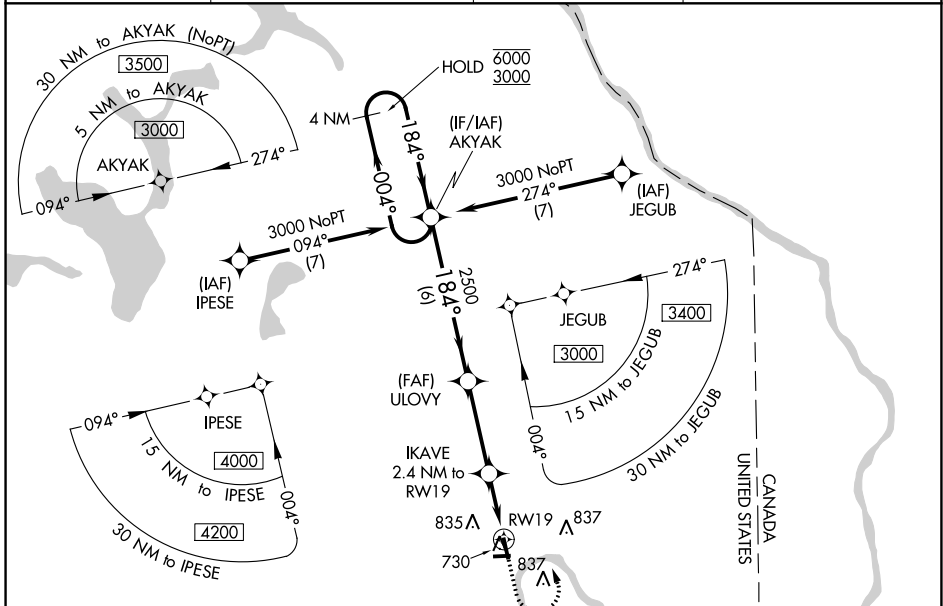 30 NM to AKYAK (NoPT)
3500
5 NM to AKYAK
3000
AKYAK
094°
274°
HOLD 6000
3000
4 NM
184°
004°
(IF/IAF)
AKYAK
3000 NoPT
274°
(7)
(IAF)
JEGUB
3000 NoPT
094°
(7)
(IAF)
IPESE
2500
184°
(6)
274°
JEGUB
3400
3000
15 NM to JEGUB
30 NM to JEGUB
004°
(FAF)
ULOVY
094°
IPESE
4000
15 NM to IPESE
4200
30 NM to IPESE
004°
IKAVE
2.4 NM to
RW19
CANADA
UNITED STATES
835
RW19
837
730
837